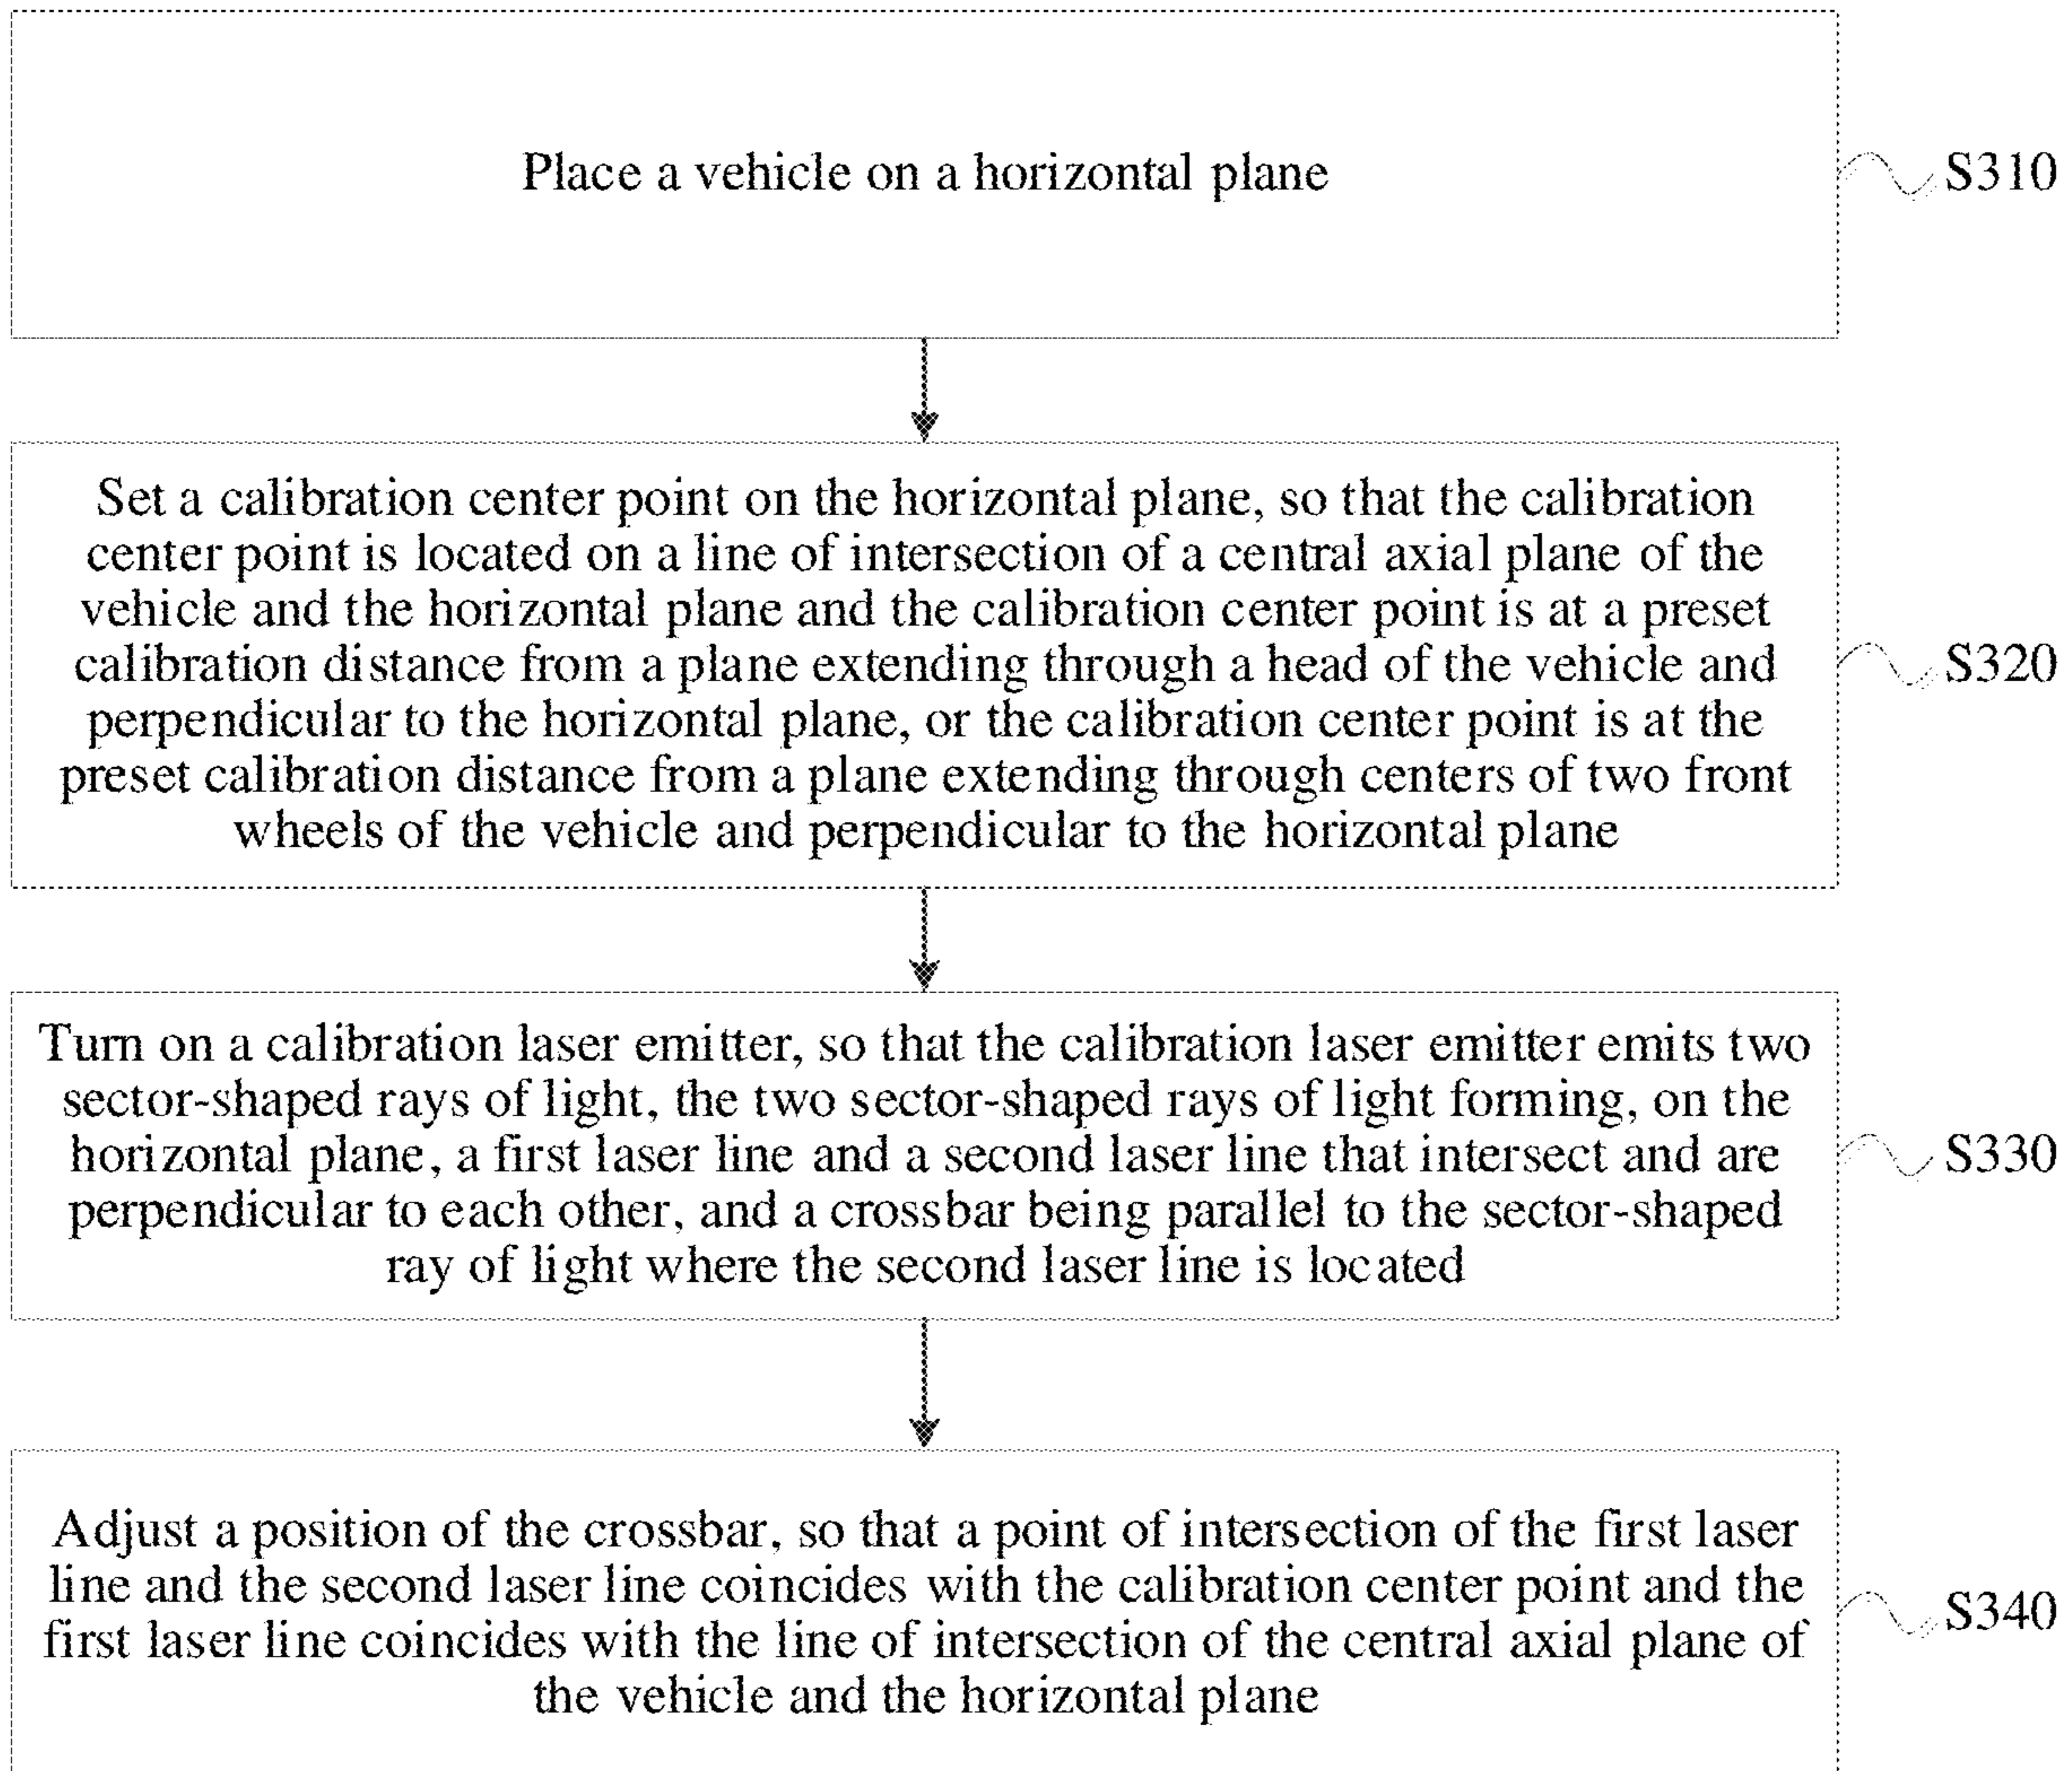 Place a vehicle on a horizontal plane
S310
Set a calibration center point on the horizontal plane, so that the calibration
center point is located on a line of intersection of a central axial plane of the
vehicle and the horizontal plane and the calibration center point is at a preset
calibration distance from a plane extending through a head of the vehicle and
perpendicular to the horizontal plane, or the calibration center point is at the
preset calibration distance from a plane extending through centers of two front
wheels of the vehicle and perpendicular to the horizontal plane
S320
Turn on a calibration laser emitter, so that the calibration laser emitter emits two
sector-shaped rays of light, the two sector-shaped rays of light forming, on the
horizontal plane, a first laser line and a second laser line that intersect and are
perpendicular to each other, and a crossbar being parallel to the sector-shaped
ray of light where the second laser line is located
S330
Adjust a position of the crossbar, so that a point of intersection of the first laser
line and the second laser line coincides with the calibration center point and the
first laser line coincides with the line of intersection of the central axial plane of
the vehicle and the horizontal plane
S340